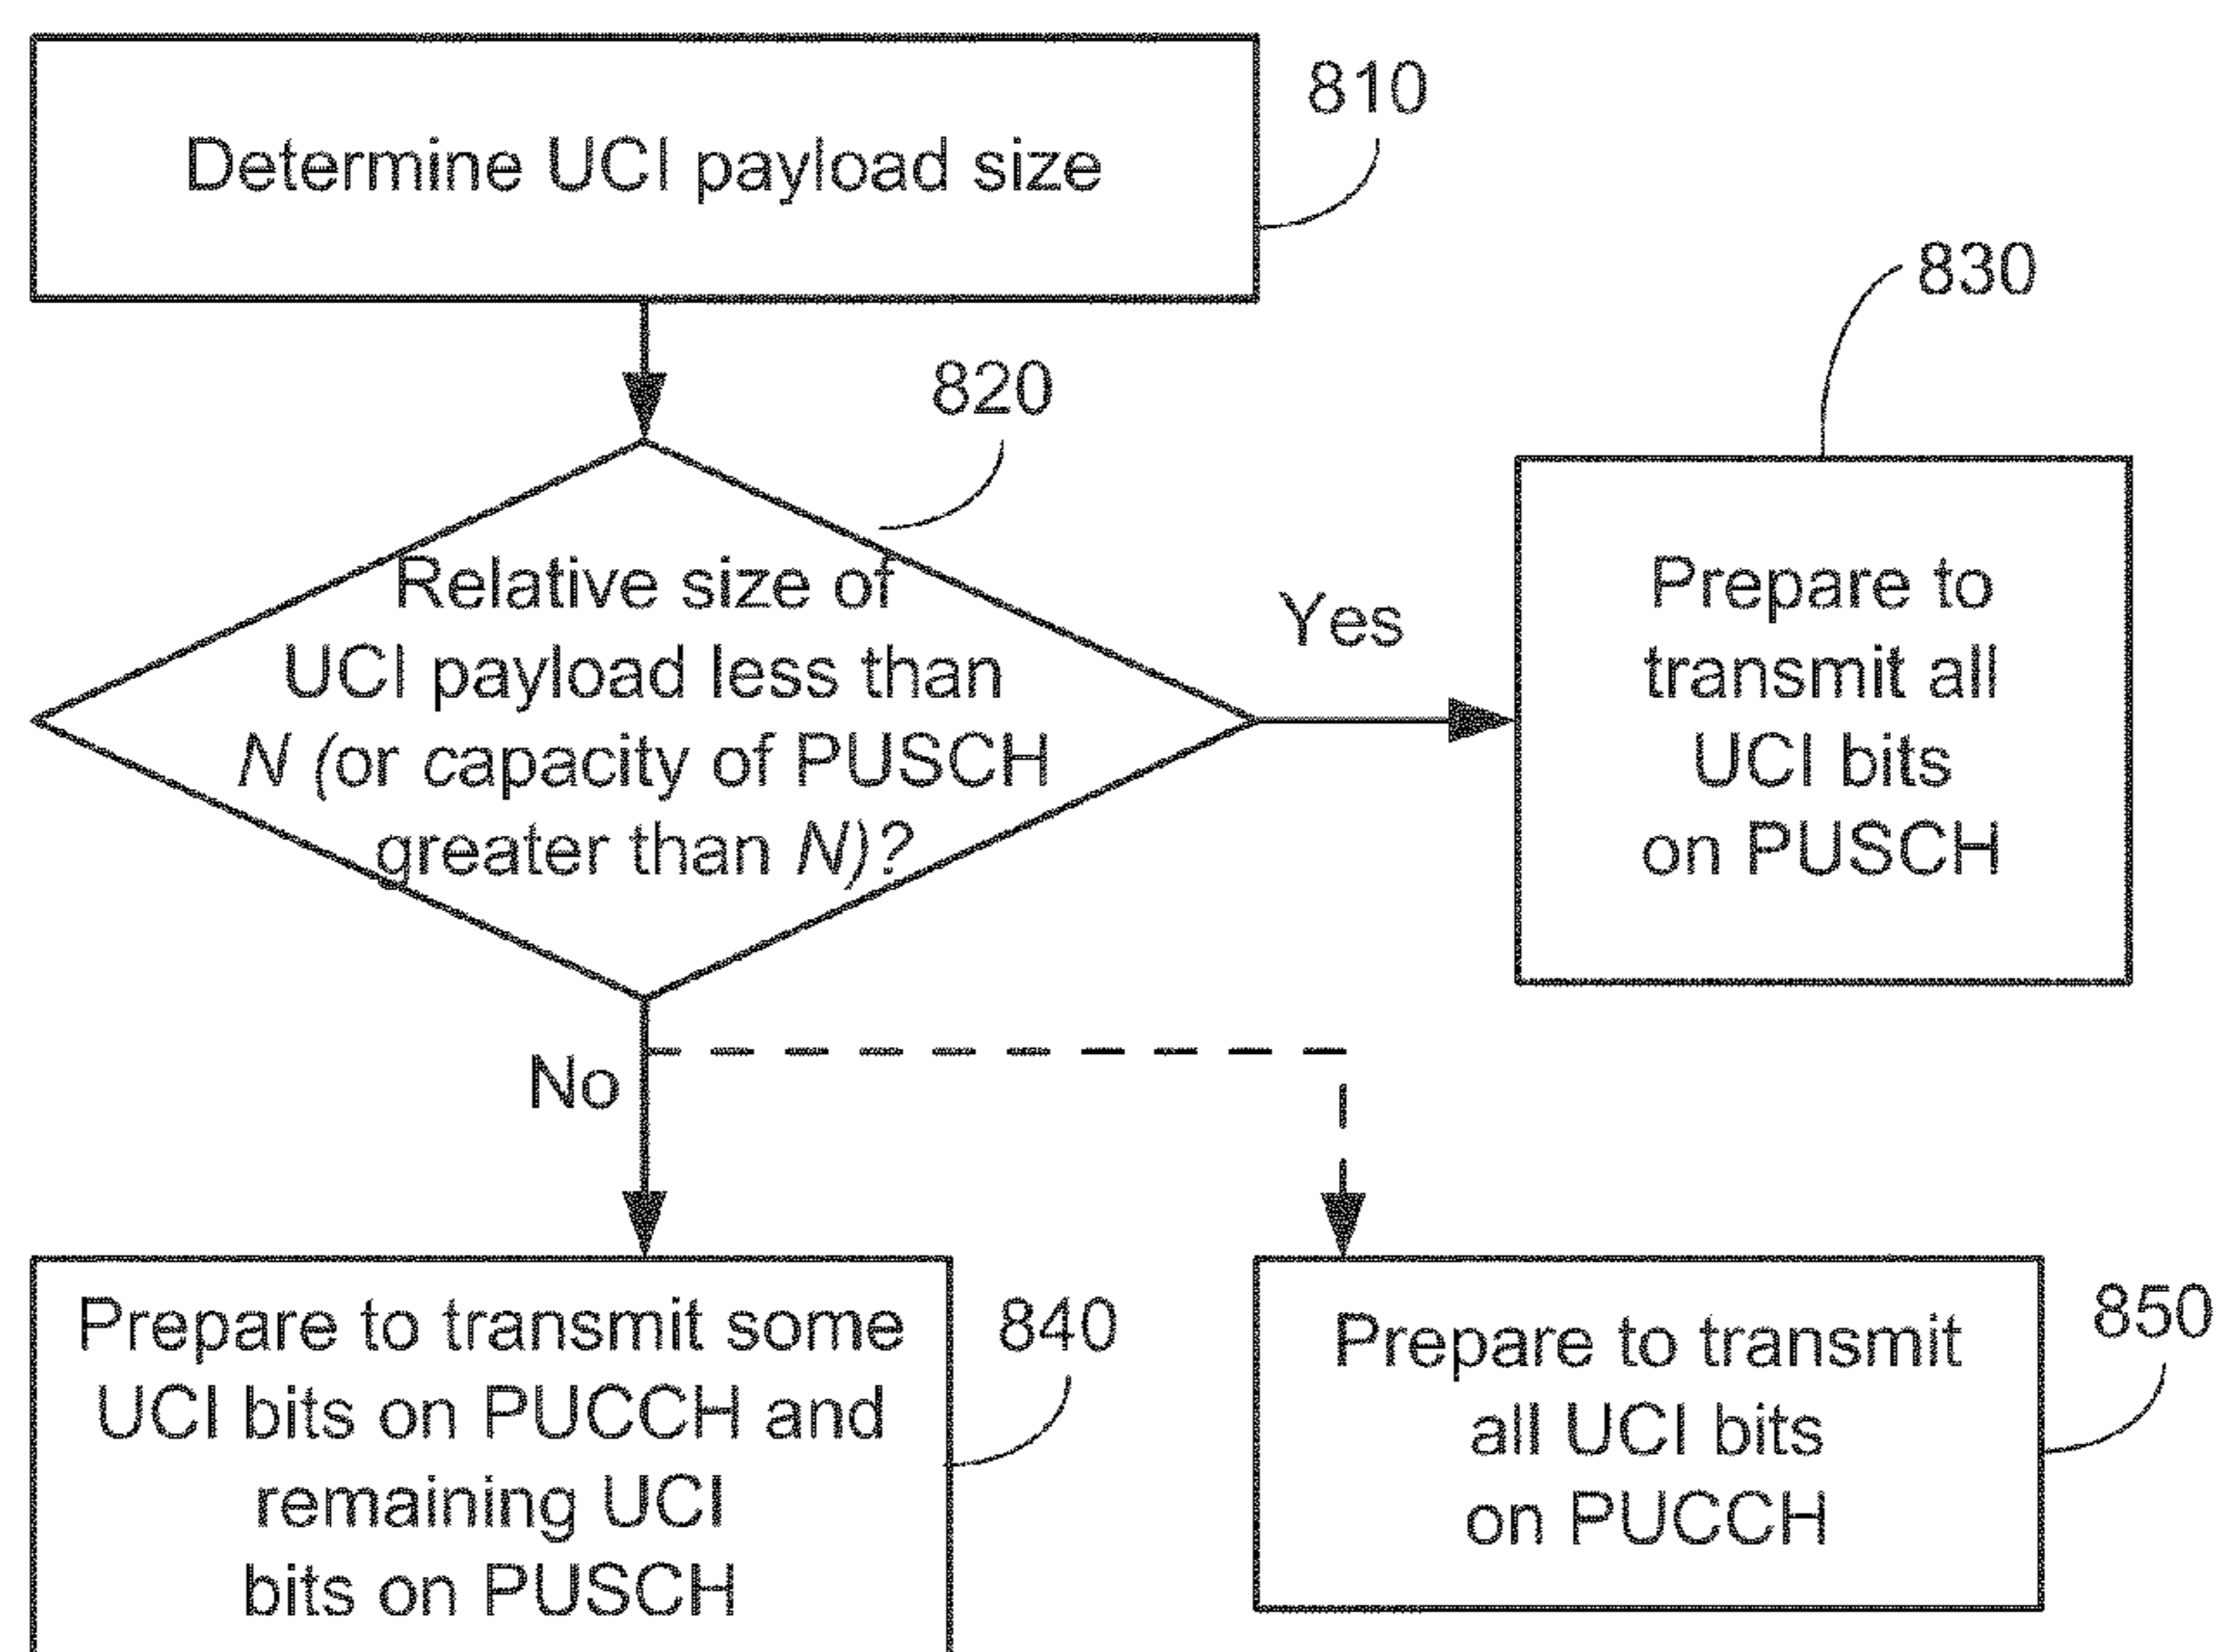 Determine UCI payload size
810
820
Relative size of
UCI payload less than
N (or capacity of PUSCH
greater than N)?
Yes
830
Prepare to
transmit all
UCI bits
on PUSCH
No
Prepare to transmit some
UCI bits on PUCCH and
remaining UCI
bits on PUSCH
840
Prepare to transmit
all UCI bits
on PUCCH
850